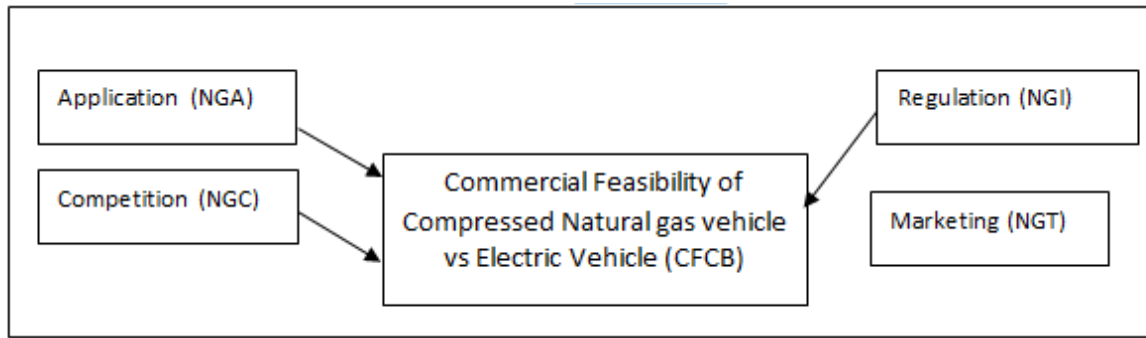 Application (NGA)
Competition (NGC)
Commercial Feasibility of
Compressed Natural gas vehicle
vs Electric Vehicle (CFCB)
Regulation (NGI)
Marketing (NGT)